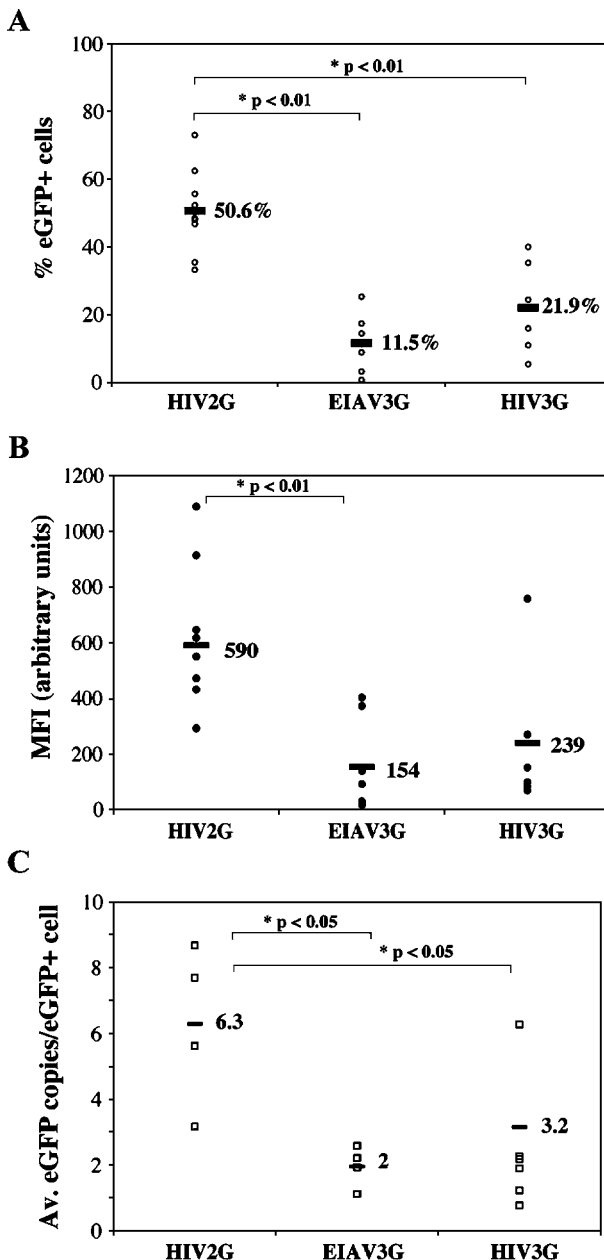 A
% eGFP+ cells
100
80
60
40
20
0
* p < 0.01
* p < 0.01
50.6%
11.5%
21.9%
HIV2G EIAV3G HIV3G
B
MFI (arbitrary units)
1200
1000
800
600
400
200
0
* p < 0.01
590
154
239
HIV2G EIAV3G HIV3G
C
Av. eGFP copies/eGFP+ cell
10
8
6
4
2
0
* p < 0.05
* p < 0.05
6.3
2
3.2
HIV2G EIAV3G HIV3G